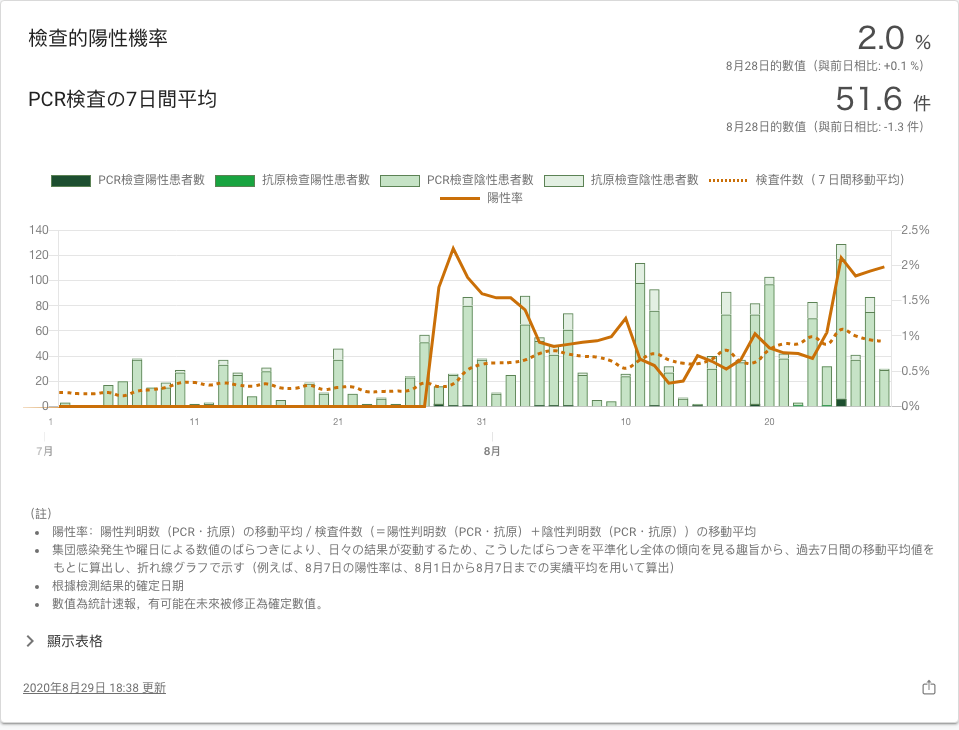 檢查的陽性機率
2.0 %
8月28日的數值（與前日相比: +0.1 %）
PCR検査の7日間平均
51.6 件
8月28日的數值（與前日相比: -1.3 件）
PCR檢查陽性患者數 抗原檢查陽性患者數 PCR檢查陰性患者數 抗原檢查陰性患者數 検査件数（７日間移動平均）
陽性率
140 2.5%
120
2%
100
80 1.5%
60 1%
40
0.5%
20
0 0%
1 11 21 31 10 20
7月 8月
（註）
陽性率：陽性判明数（PCR・抗原）の移動平均 / 検査件数（＝陽性判明数（PCR・抗原）＋陰性判明数（PCR・抗原））の移動平均
集団感染発生や曜日による数値のばらつきにより、日々の結果が変動するため、こうしたばらつきを平準化し全体の傾向を見る趣旨から、過去7日間の移動平均値を
もとに算出し、折れ線グラフで示す（例えば、8月7日の陽性率は、8月1日から8月7日までの実績平均を用いて算出）
根據檢測結果的確定日期
數值為統計速報，有可能在未來被修正為確定數值。
顯示表格
2020年8月29日 18:38 更新